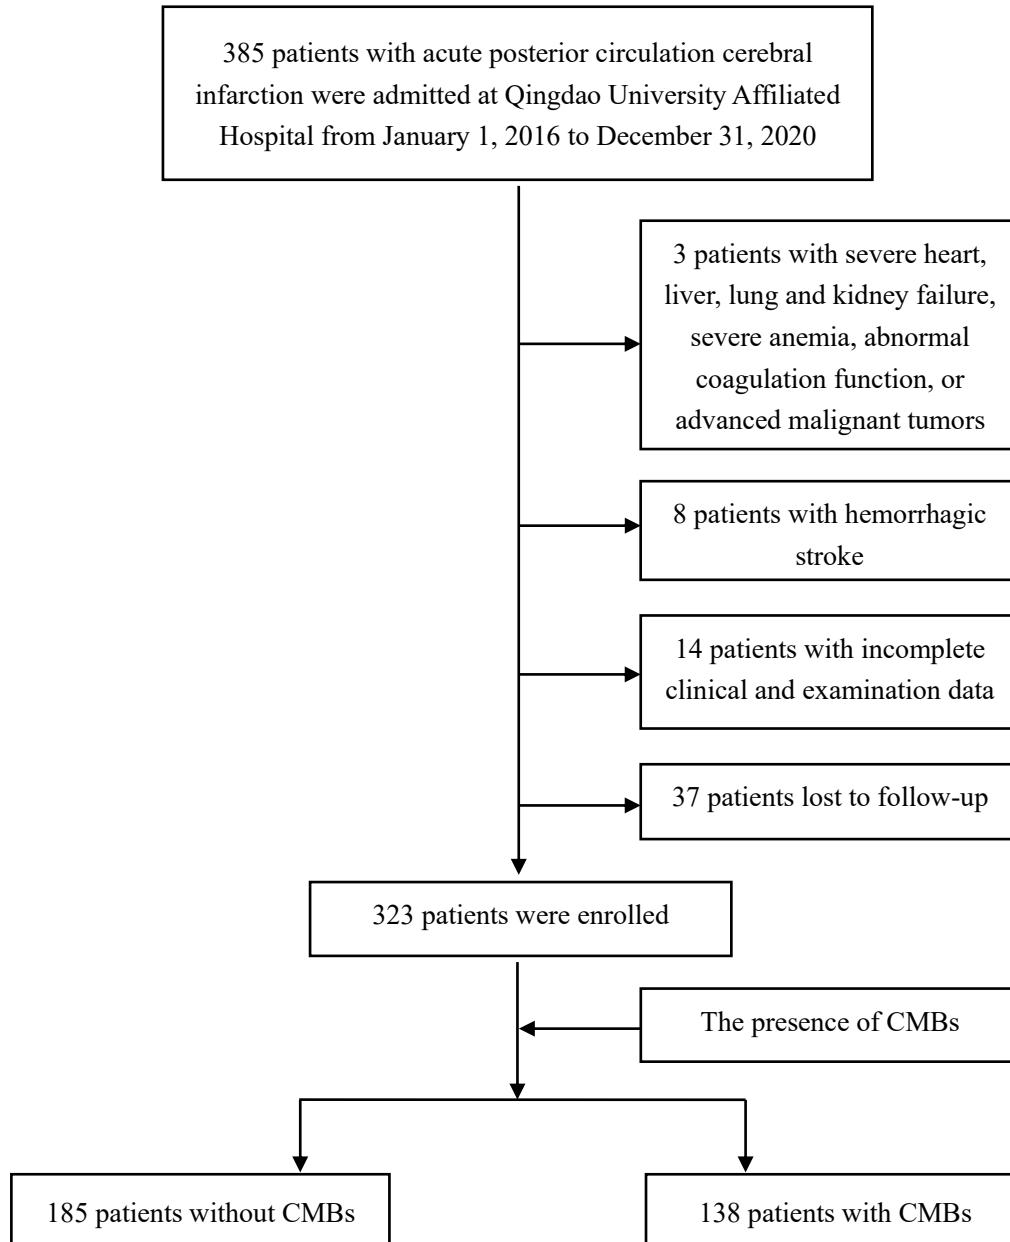 385 patients with acute posterior circulation cerebral
infarction were admitted at Qingdao University Affiliated
Hospital from January 1, 2016 to December 31, 2020
3 patients with severe heart,
liver, lung and kidney failure,
severe anemia, abnormal
coagulation function, or
advanced malignant tumors
8 patients with hemorrhagic
stroke
14 patients with incomplete
clinical and examination data
37 patients lost to follow-up
323 patients were enrolled
The presence of CMBs
185 patients without CMBs
138 patients with CMBs